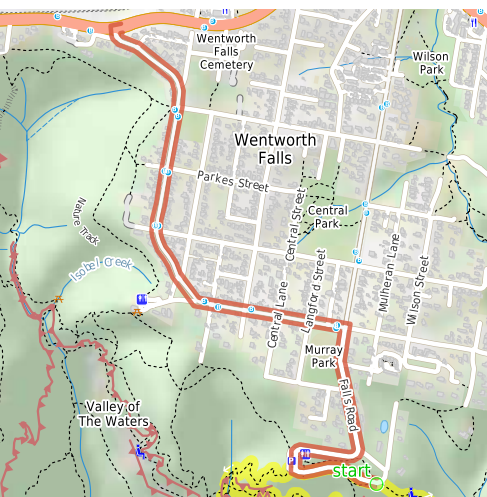 Wentworth
Falls
Cemetery
Wilson
Park
Wentworth
Falls
Parkes Street
Central Street
Central
Park
Nature Track
Isobel Creek
Mulheran Lane
Wilson Street
Langford Street
Central Lane
Murray
Park
Falls Road
Valley of
The Waters
P
start